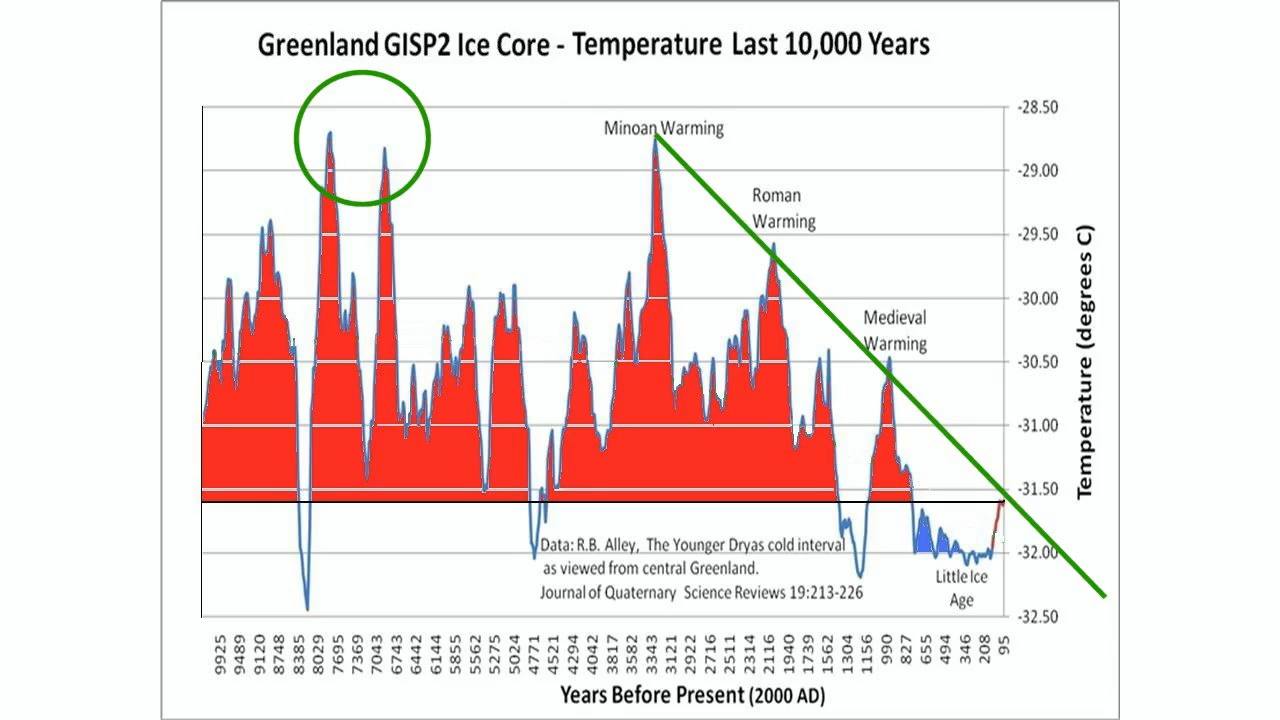 Greenland GISP2 Ice Core - Temperature Last 10,000 Years
Minoan Warming
Roman
Warming
Medieval
Warming
-28.50
-29.00
-29.50
-30.00
-30.50
-31.00
-31.50
-32.00
-32.50
Temperature (degrees C)
Data: R.B. Alley, The Younger Dryas cold interval
as viewed from central Greenland.
Journal of Quaternary Science Reviews 19:213-226
Little Ice
Age
9925 9489 9120 8748 8385 8029 7695 7369 7043 6743 6442 6144 5855 5562 5275 5024 4771 4521 4294 4042 3817 3582 3343 3121 2922 2716 2511 2314 2116 1940 1739 1562 1304 1156 990 827 655 494 346 208 95
Years Before Present (2000 AD)